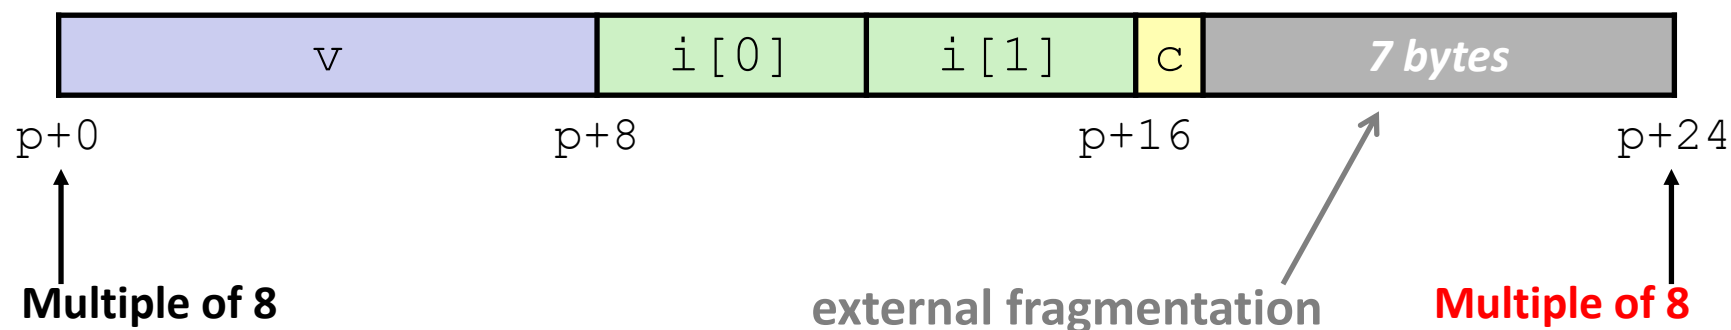 v i[0] i[1] c 7 bytes
p+0 p+8 p+16 p+24
Multiple of 8 external fragmentation Multiple of 8